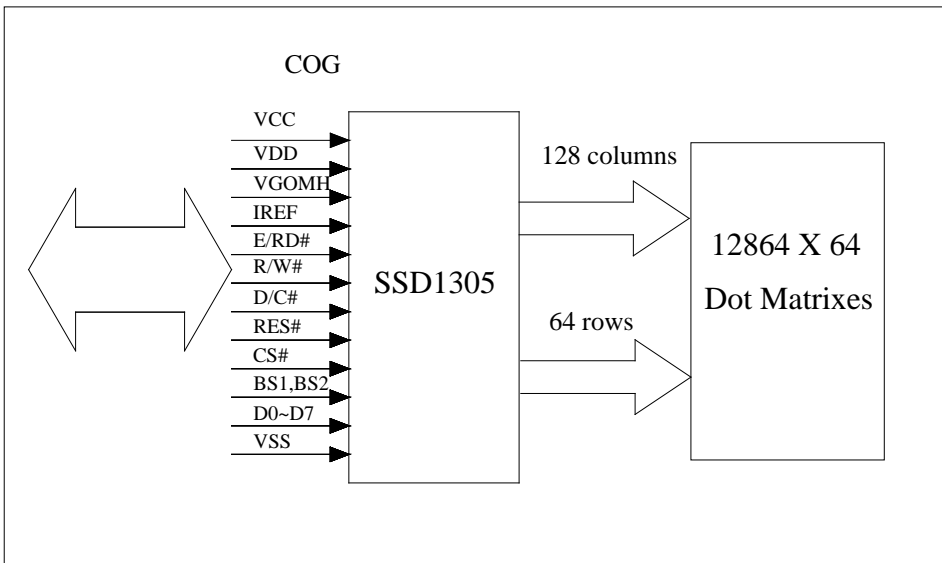 COG
VCC
VDD
VGOMH
IREF
E/RD#
R/W#
D/C#
RES#
CS#
BS1,BS2
D0~D7
VSS
SSD1305
128 columns
64 rows
12864 X 64
Dot Matrixes